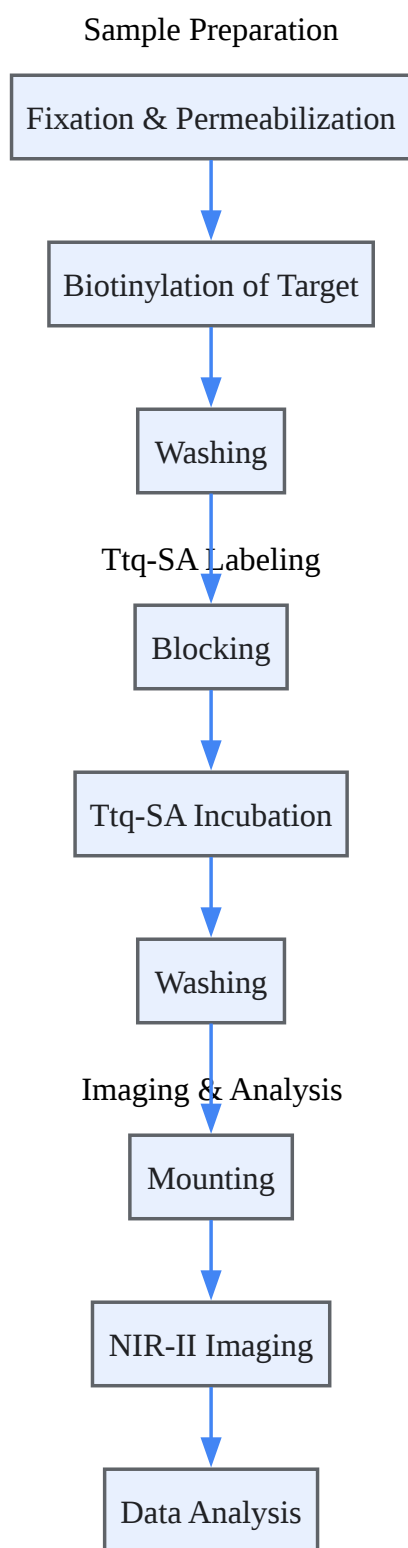 Sample Preparation
Fixation & Permeabilization
Biotinylation of Target
Washing
Ttq-SA Labeling
Blocking
Ttq-SA Incubation
Washing
Imaging & Analysis
Mounting
NIR-II Imaging
Data Analysis